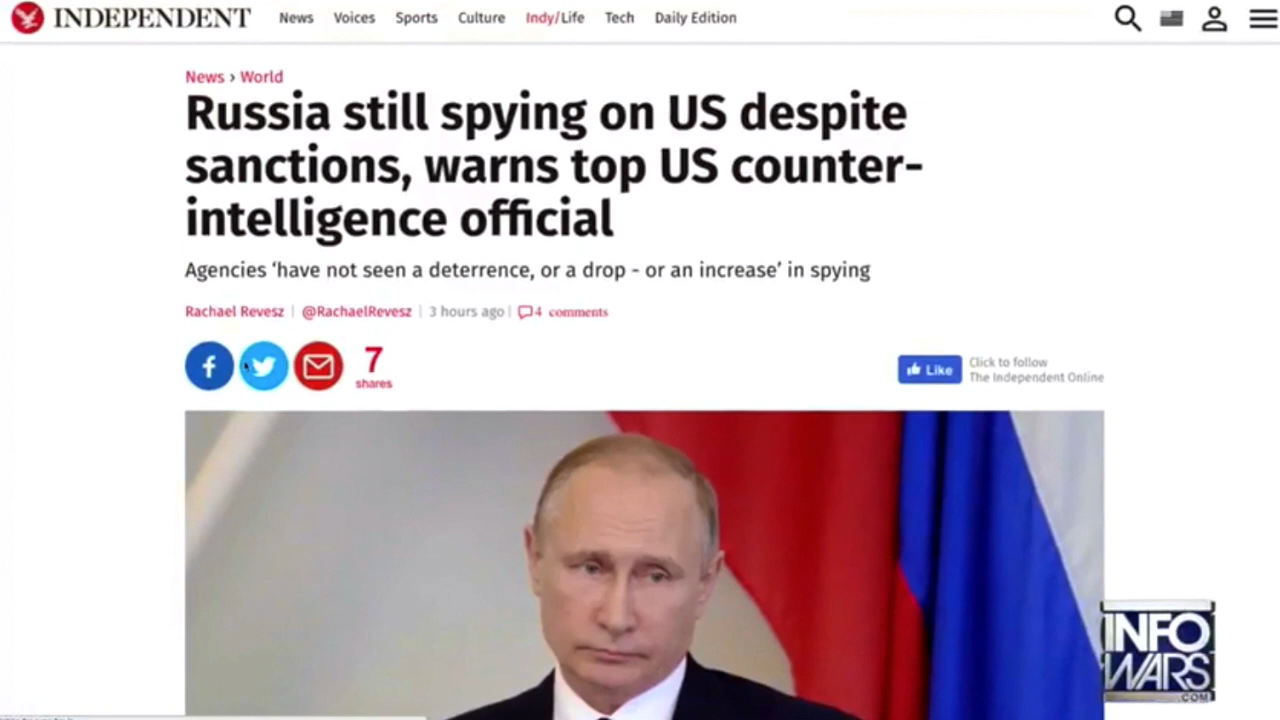 INDEPENDENT News Voices Sports Culture Indy/Life Tech Daily Edition
News › World
Russia still spying on US despite
sanctions, warns top US counter-
intelligence official
Agencies ‘have not seen a deterrence, or a drop - or an increase’ in spying
Rachael Revesz | @RachaelRevesz | 3 hours ago | 4 comments
f 7
shares
Like Click to follow
The Independent Online
INFO
WARS
.COM